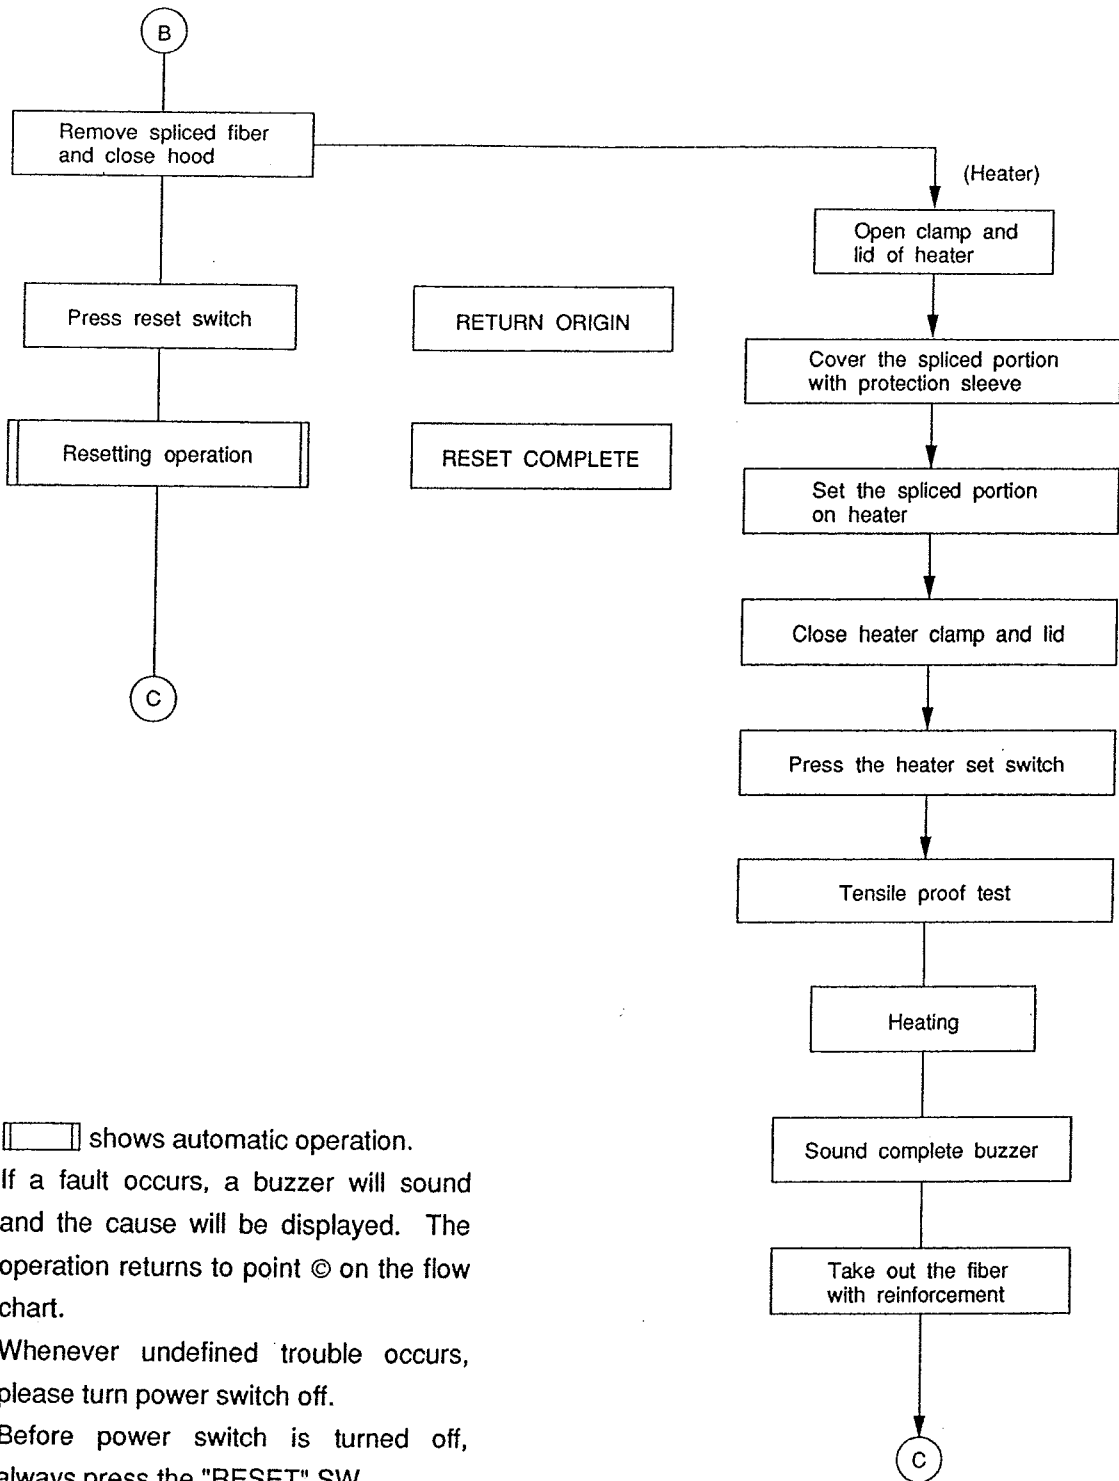 B
Remove spliced fiber
and close hood
(Heater)
Open clamp and
lid of heater
Press reset switch
RETURN ORIGIN
Cover the spliced portion
with protection sleeve
Resetting operation
RESET COMPLETE
Set the spliced portion
on heater
Close heater clamp and lid
C
Press the heater set switch
Tensile proof test
Heating
Sound complete buzzer
Take out the fiber
with reinforcement
C
shows automatic operation.
If a fault occurs, a buzzer will sound
and the cause will be displayed. The
operation returns to point © on the flow
chart.
Whenever undefined trouble occurs,
please turn power switch off.
Before power switch is turned off,
always press the "RESET" SW